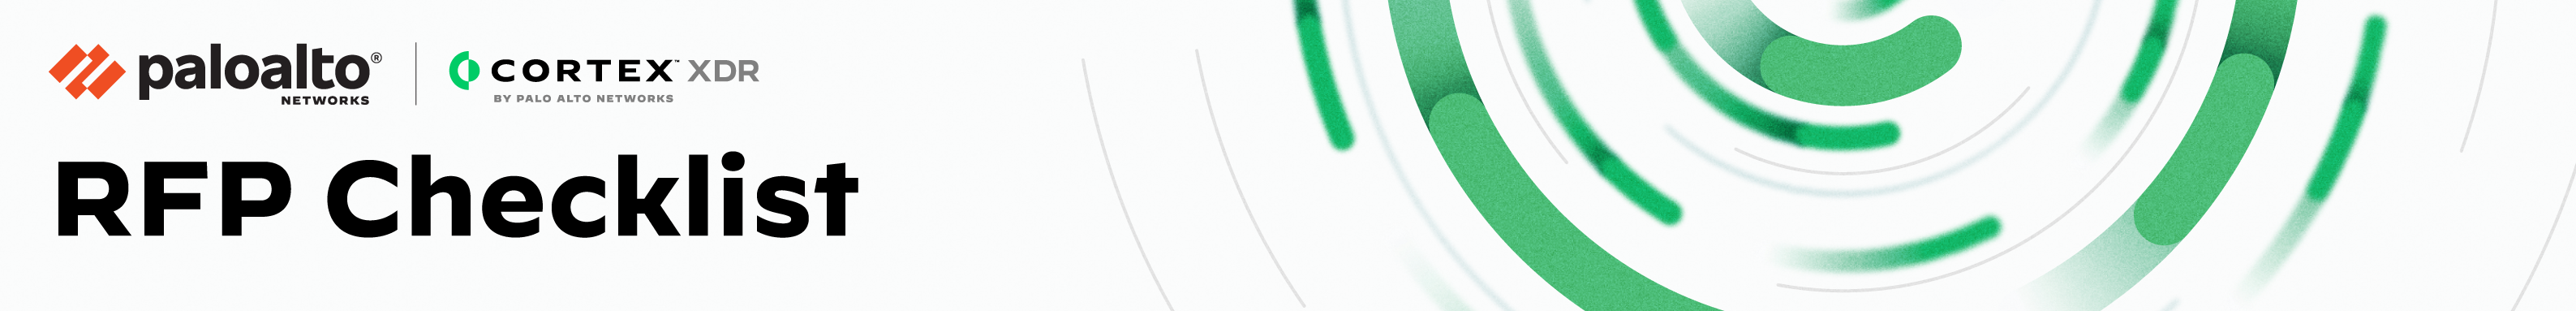 paloalto®
NETWORKS
CORTEX™ XDR
BY PALO ALTO NETWORKS
RFP Checklist